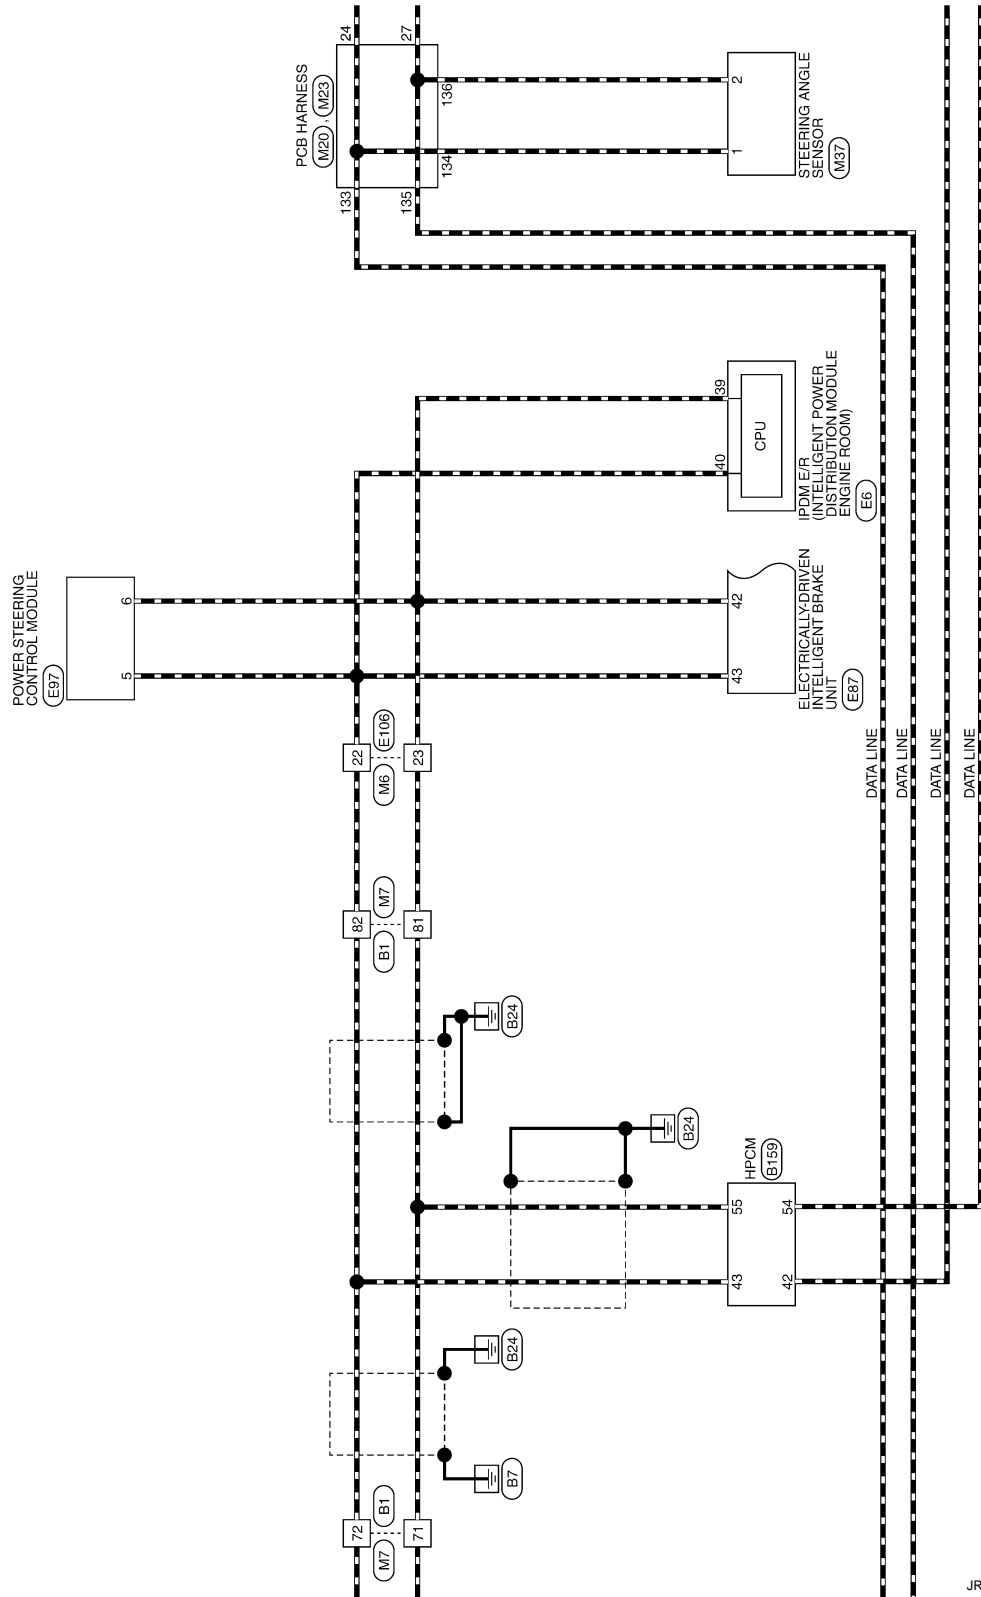 24
27
PCB HARNESS
M20 , M23
133
135
136
134
2
1
STEERING ANGLE
SENSOR
M37
39
40
CPU
IPDM E/R
(INTELLIGENT POWER
DISTRIBUTION MODULE
ENGINE ROOM)
E6
POWER STEERING
CONTROL MODULE
E97
6
5
42
43
ELECTRICALLY-DRIVEN
INTELLIGENT BRAKE
UNIT
E87
22
23
M6
E106
DATA LINE
DATA LINE
DATA LINE
DATA LINE
82
81
B1
M7
B24
B24
HPCM
B159
55
54
43
42
B24
B7
72
71
M7
B1
JR